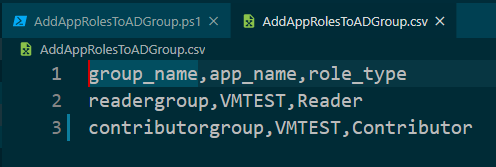 AddAppRolesToADGroup.ps1 AddAppRolesToADGroup.csv
AddAppRolesToADGroup.csv
1 group_name,app_name,role_type
2 readergroup,VMTEST,Reader
3 contributorgroup,VMTEST,Contributor